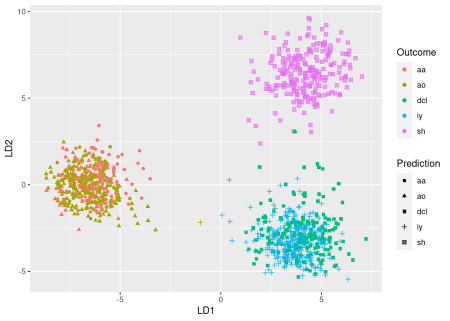 10
5
0
-5
LD2
-5
0
5
LD1
Outcome
aa
ao
dcl
iy
sh
Prediction
aa
ao
dcl
iy
sh